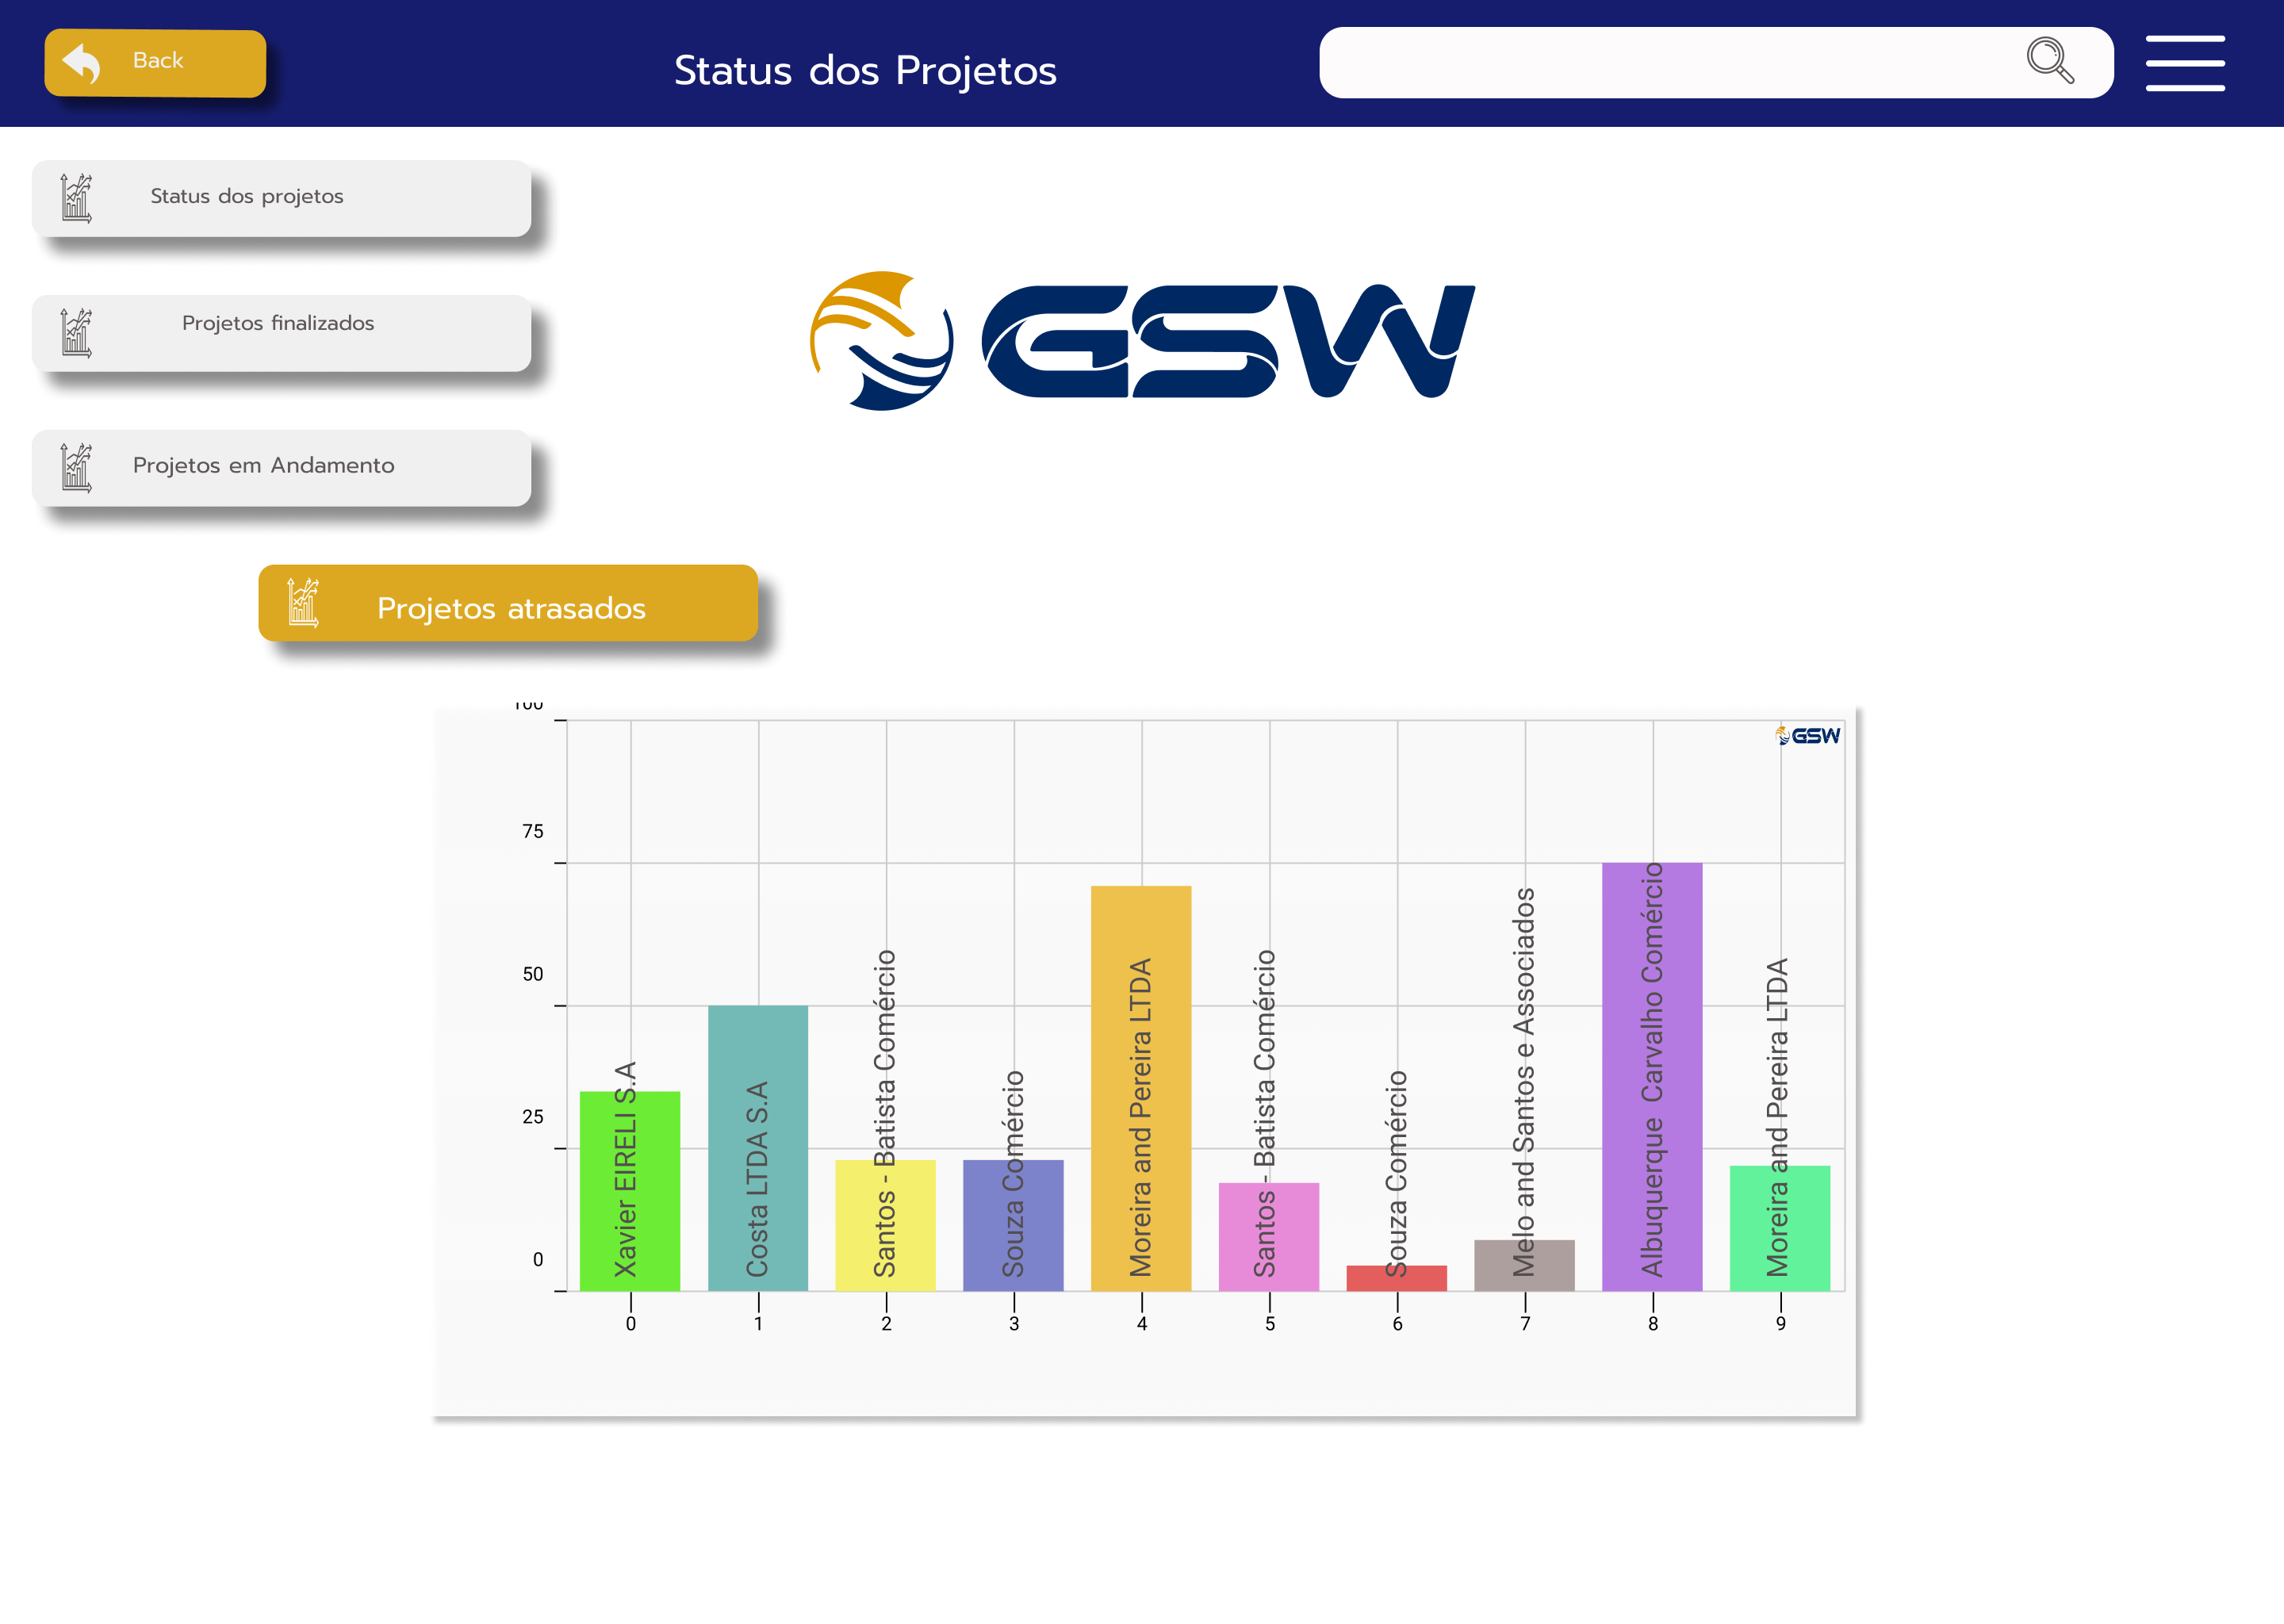 Back
Status dos Projetos
Status dos projetos
Projetos finalizados
Projetos em Andamento
GSW
Projetos atrasados
100
GSW
75
50
25
0
Xavier EIRELI S.A
Costa LTDA S.A
Santos - Batista Comércio
Souza Comércio
Moreira and Pereira LTDA
Santos - Batista Comércio
Souza Comércio
Melo and Santos e Associados
Albuquerque Carvalho Comércio
Moreira and Pereira LTDA
0 1 2 3 4 5 6 7 8 9